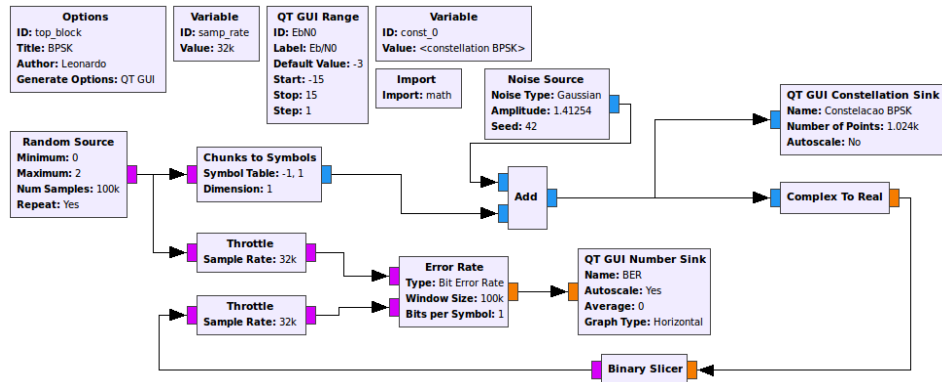 Options
ID: top_block
Title: BPSK
Author: Leonardo
Generate Options: QT GUI
Variable
ID: samp_rate
Value: 32k
QT GUI Range
ID: EbN0
Label: Eb/N0
Default Value: -3
Start: -15
Stop: 15
Step: 1
Variable
ID: const_0
Value: <constellation BPSK>
Import
Import: math
Noise Source
Noise Type: Gaussian
Amplitude: 1.41254
Seed: 42
QT GUI Constellation Sink
Name: Constelacao BPSK
Number of Points: 1.024k
Autoscale: No
Random Source
Minimum: 0
Maximum: 2
Num Samples: 100k
Repeat: Yes
Chunks to Symbols
Symbol Table: -1, 1
Dimension: 1
Add
Complex To Real
Throttle
Sample Rate: 32k
Error Rate
Type: Bit Error Rate
Window Size: 100k
Bits per Symbol: 1
QT GUI Number Sink
Name: BER
Autoscale: Yes
Average: 0
Graph Type: Horizontal
Throttle
Sample Rate: 32k
Binary Slicer